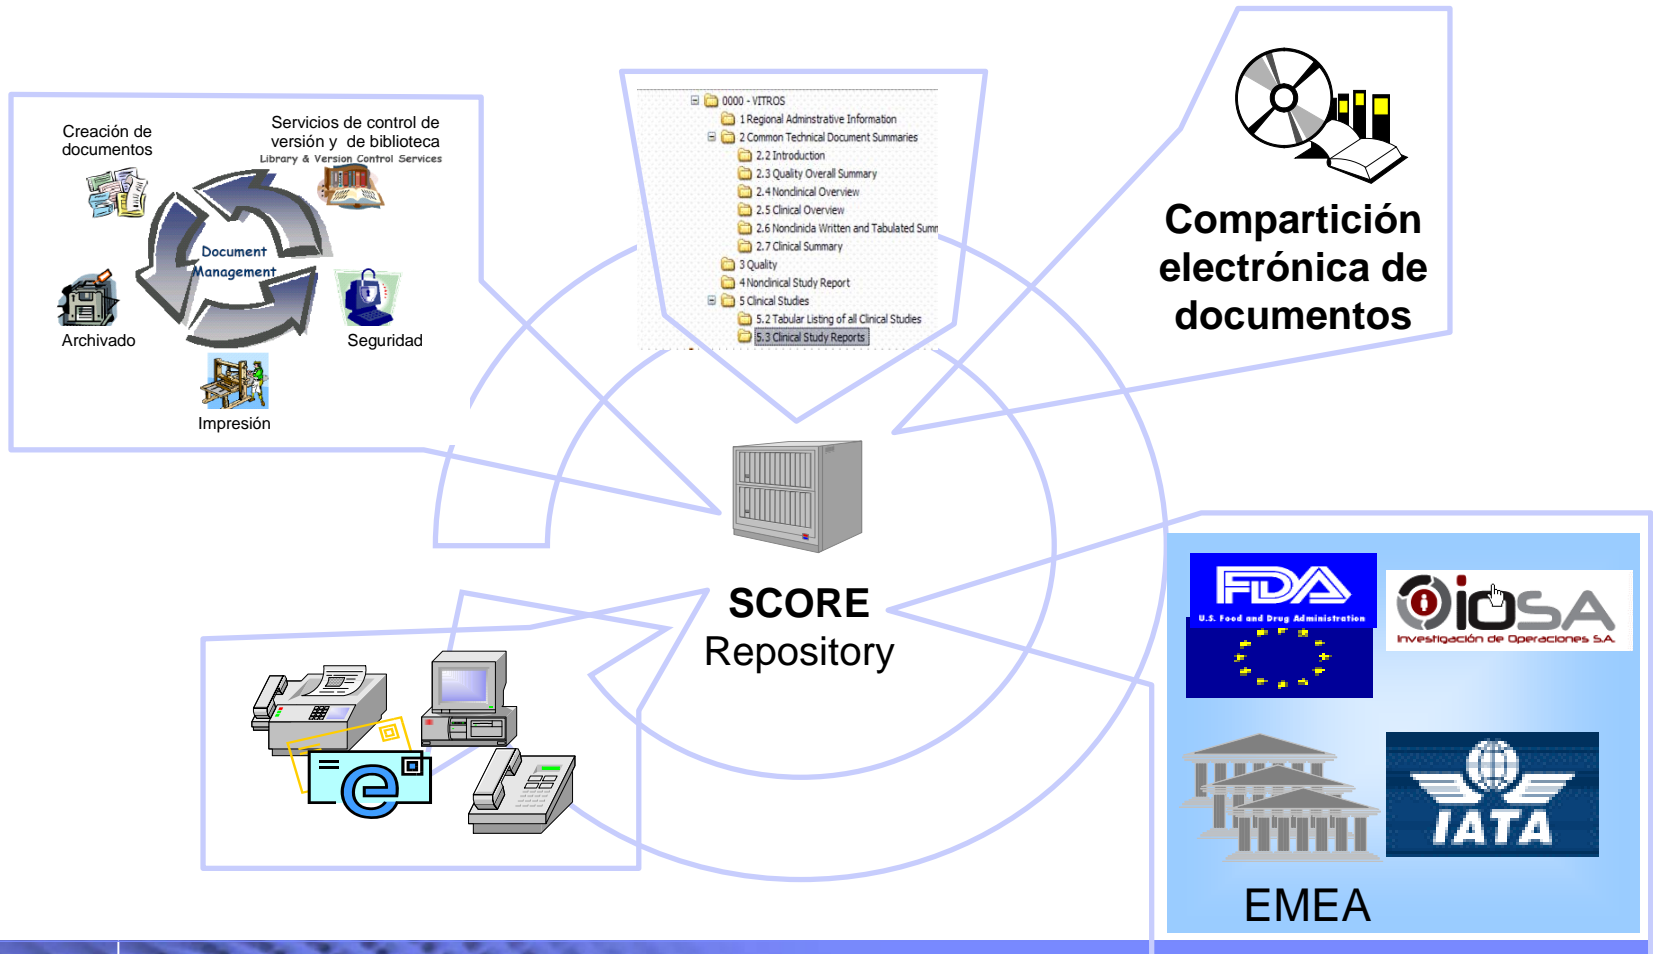 Creación de
documentos
Servicios de control de
versión y  de biblioteca
Library & Version Control Services
Document
Management
Archivado
Seguridad
Impresión
0000 - VITROS
1 Regional Adminstrative Information
2 Common Technical Document Summaries
2.2 Introduction
2.3 Quality Overall Summary
2.4 Nonclinical Overview
2.5 Clinical Overview
2.6 Nonclinicla Written and Tabulated Summ
2.7 Clinical Summary
3 Quality
4 Nonclinical Study Report
5 Clinical Studies
5.2 Tabular Listing of all Clinical Studies
5.3 Clinical Study Reports
Compartición
electrónica de
documentos
SCORE
Repository
e
FDA
U.S. Food and Drug Administration
iOSA
Investigación de Operaciones S.A.
IATA
EMEA